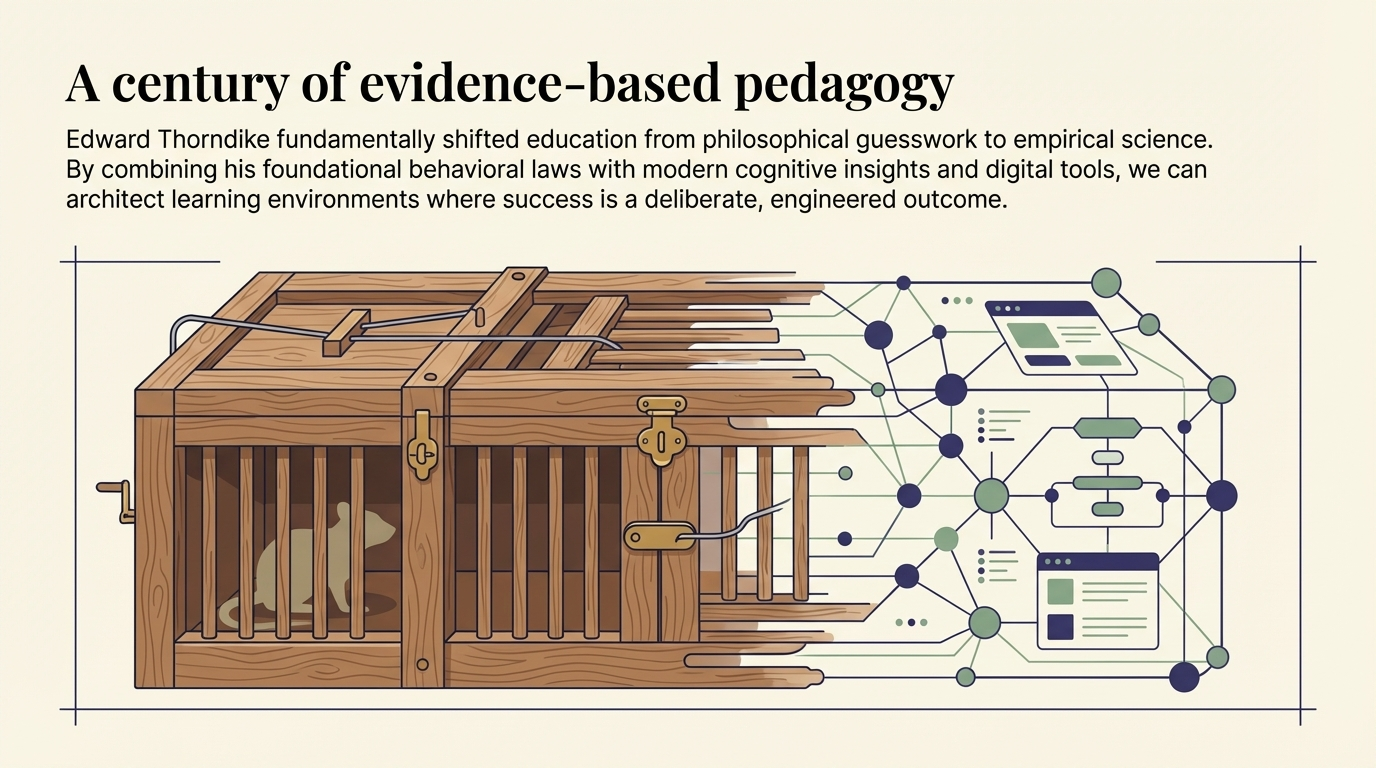 A century of evidence-based pedagogy
Edward Thorndike fundamentally shifted education from philosophical guesswork to empirical science.
By combining his foundational behavioral laws with modern cognitive insights and digital tools, we can
architect learning environments where success is a deliberate, engineered outcome.